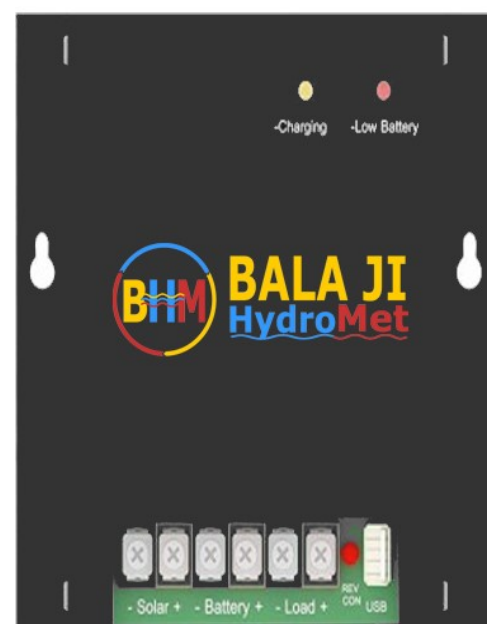 -Charging -Low Battery
BHM
BALA JI
HydroMet
REV
CON
USB
- Solar + - Battery + - Load +